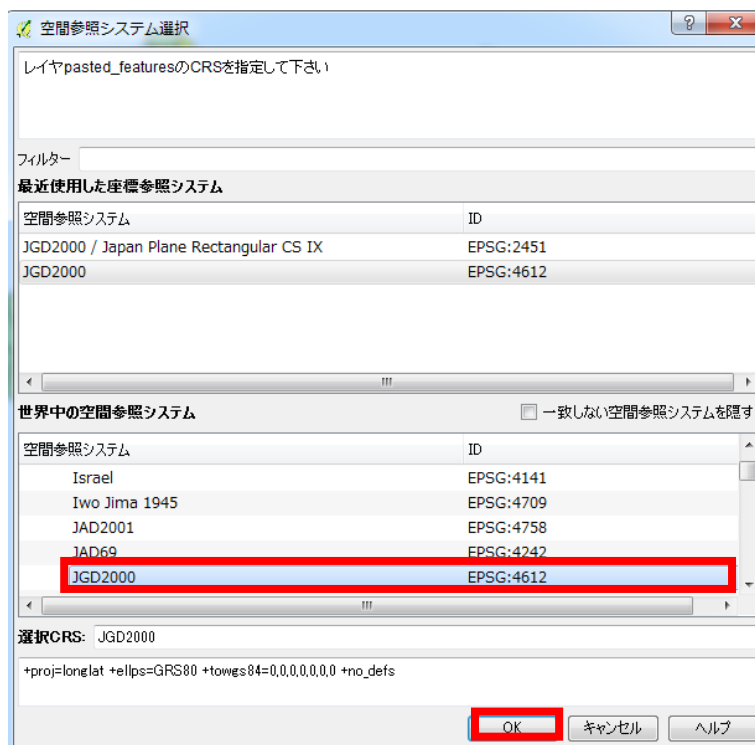 空間参照システム選択
レイヤpasted_featuresのCRSを指定して下さい
フィルター
最近使用した座標参照システム
空間参照システム ID
JGD2000 / Japan Plane Rectangular CS IX EPSG:2451
JGD2000 EPSG:4612
世界中の空間参照システム 一致しない空間参照システムを隠す
空間参照システム ID
Israel EPSG:4141
Iwo Jima 1945 EPSG:4709
JAD2001 EPSG:4758
JAD69 EPSG:4242
JGD2000 EPSG:4612
選択CRS: JGD2000
+proj=longlat +ellps=GRS80 +towgs84=0,0,0,0,0,0,0 +no_defs
OK キャンセル ヘルプ